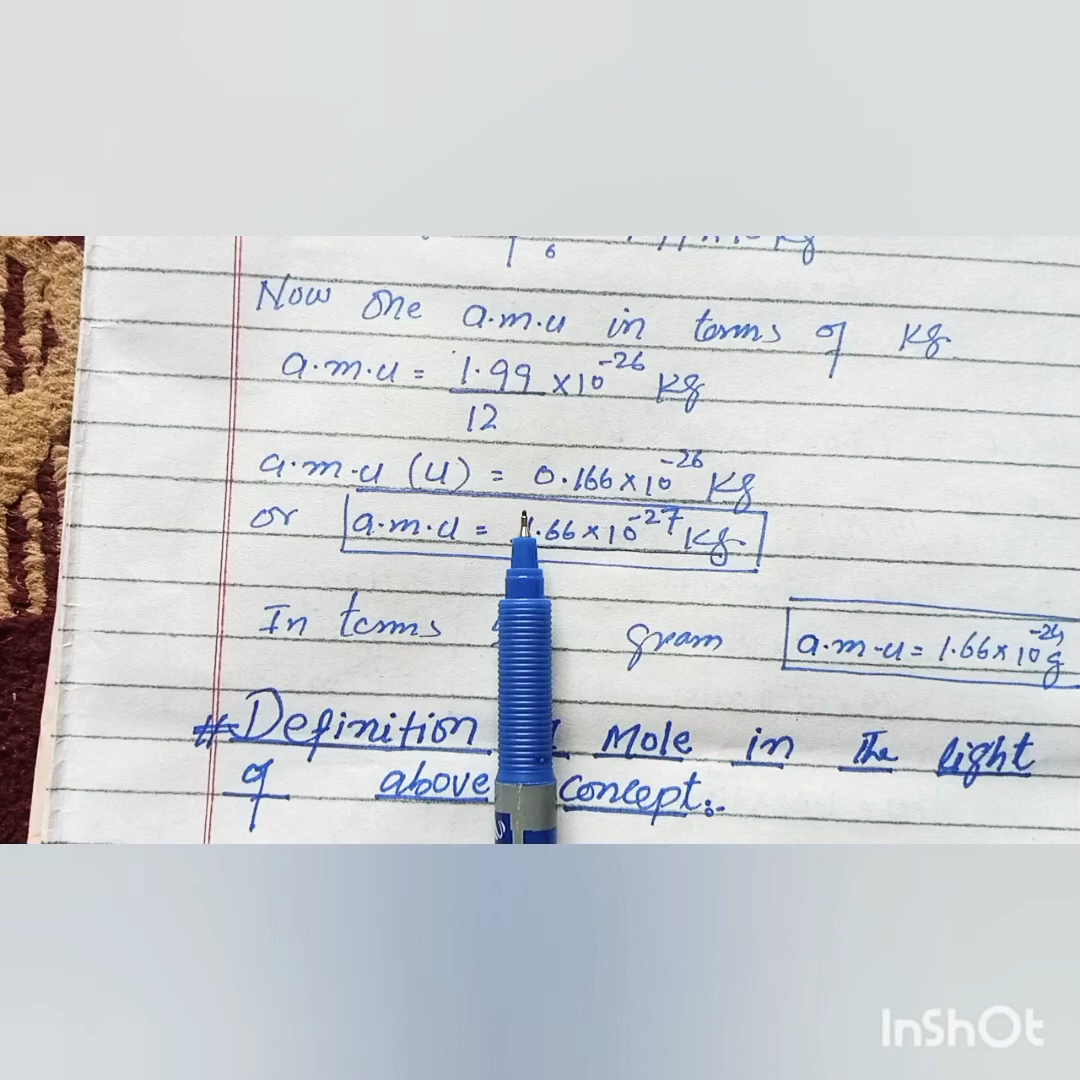 6
Now one a.m.u in terms of Kg
a.m.u = 1.99 × 10⁻²⁶ Kg
12
a.m.u (u) = 0.166 × 10⁻²⁶ Kg
or a.m.u = 1.66 × 10⁻²⁷ Kg.
In terms gram a.m.u = 1.66 × 10⁻²⁴ g
# Definition Mole in The light
of above concept:-
InShOt